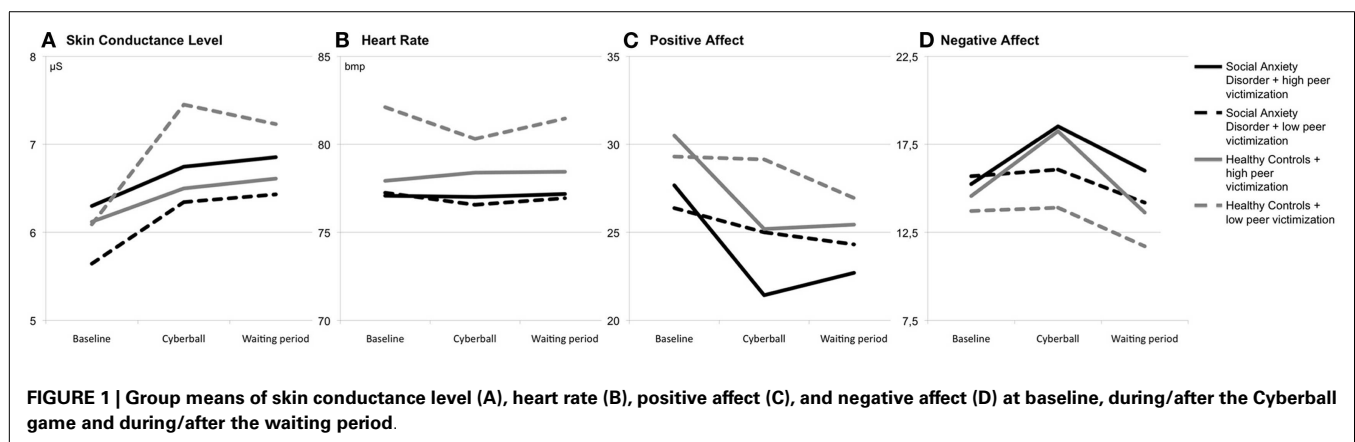 A Skin Conductance Level
8
µS
7
6
5
Baseline Cyberball Waiting period
B Heart Rate
85
bmp
80
75
70
Baseline Cyberball Waiting period
C Positive Affect
35
30
25
20
Baseline Cyberball Waiting period
D Negative Affect
22,5
17,5
12,5
7,5
Baseline Cyberball Waiting period
Social Anxiety
Disorder + high peer
victimization
Social Anxiety
Disorder + low peer
victimization
Healthy Controls +
high peer
victimization
Healthy Controls +
low peer victimization
FIGURE 1 | Group means of skin conductance level (A), heart rate (B), positive affect (C), and negative affect (D) at baseline, during/after the Cyberball
game and during/after the waiting period.